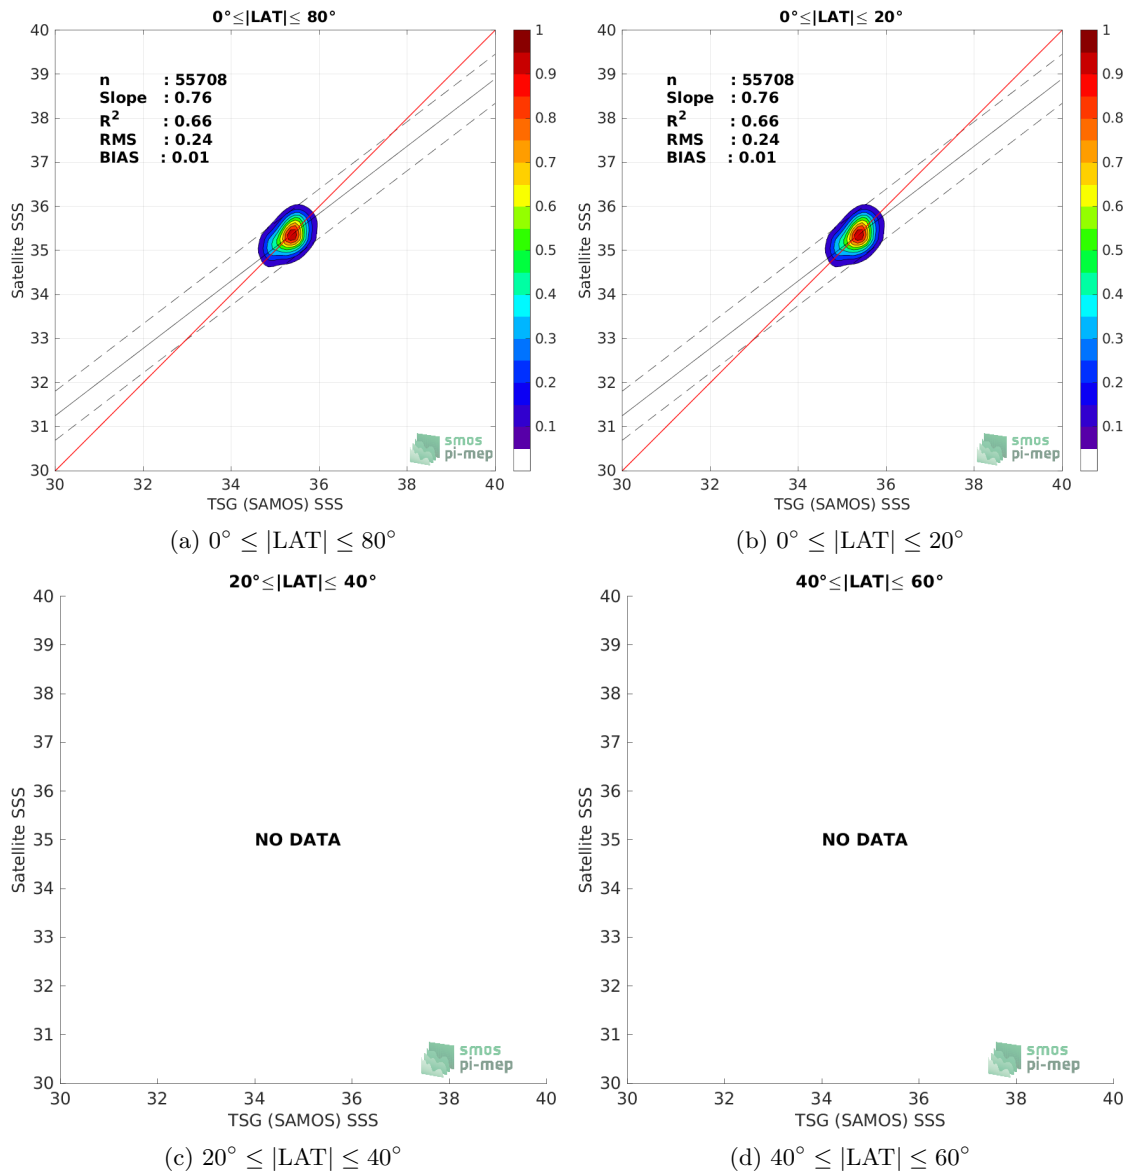 0°≤|LAT|≤ 80°
40
39
38
37
36
35
34
33
32
31
30
Satellite SSS
n : 55708
Slope : 0.76
R² : 0.66
RMS : 0.24
BIAS : 0.01
1
0.9
0.8
0.7
0.6
0.5
0.4
0.3
0.2
0.1
smos
pi-mep
30 32 34 36 38 40
TSG (SAMOS) SSS
(a) 0° ≤ |LAT| ≤ 80°
0°≤|LAT|≤ 20°
40
39
38
37
36
35
34
33
32
31
30
Satellite SSS
n : 55708
Slope : 0.76
R² : 0.66
RMS : 0.24
BIAS : 0.01
1
0.9
0.8
0.7
0.6
0.5
0.4
0.3
0.2
0.1
smos
pi-mep
30 32 34 36 38 40
TSG (SAMOS) SSS
(b) 0° ≤ |LAT| ≤ 20°
20°≤|LAT|≤ 40°
40
39
38
37
36
35
34
33
32
31
30
Satellite SSS
NO DATA
smos
pi-mep
30 32 34 36 38 40
TSG (SAMOS) SSS
(c) 20° ≤ |LAT| ≤ 40°
40°≤|LAT|≤ 60°
40
39
38
37
36
35
34
33
32
31
30
Satellite SSS
NO DATA
smos
pi-mep
30 32 34 36 38 40
TSG (SAMOS) SSS
(d) 40° ≤ |LAT| ≤ 60°